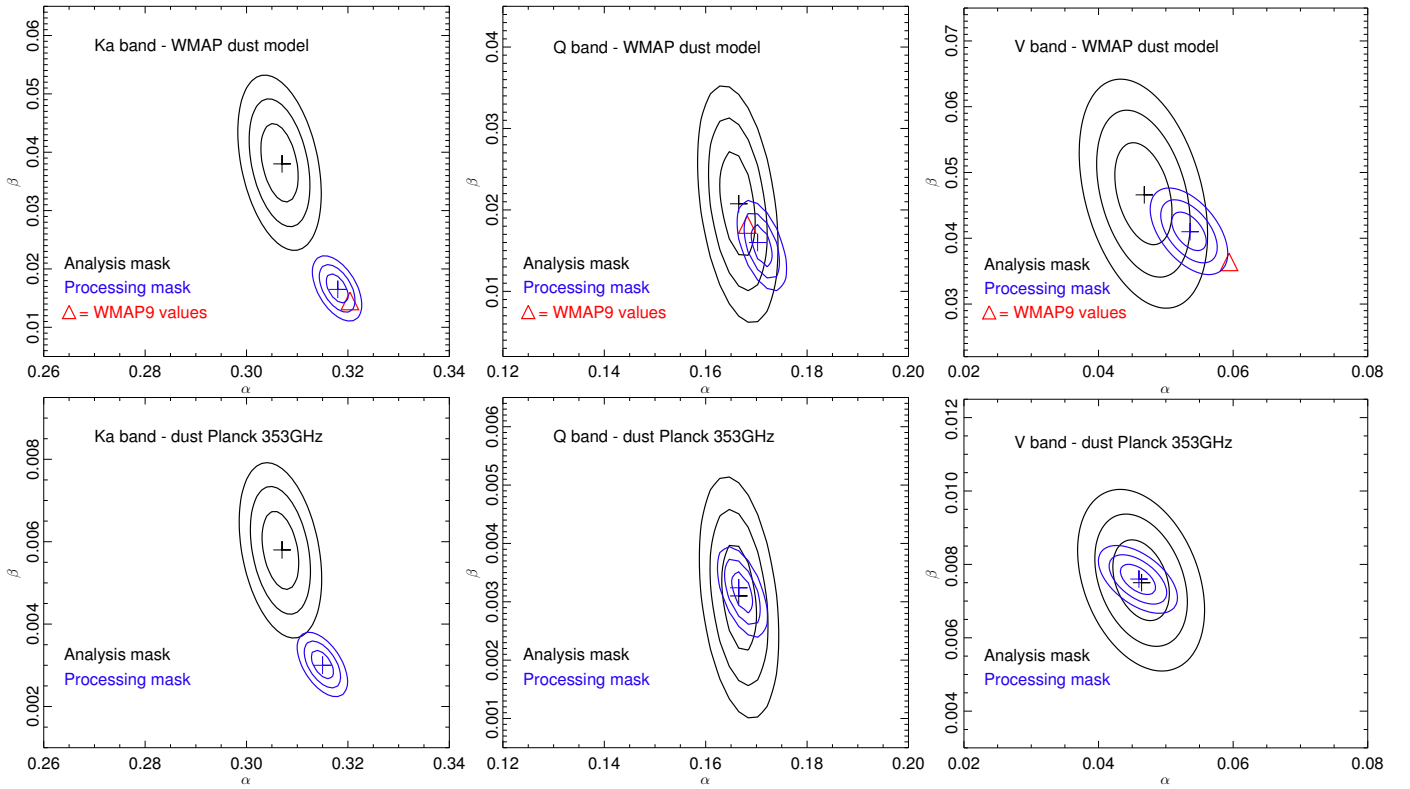 Ka band - WMAP dust model
Analysis mask
Processing mask
△ = WMAP9 values
β
0.01
0.02
0.03
0.04
0.05
0.06
0.26
0.28
0.30
0.32
0.34
α
Q band - WMAP dust model
Analysis mask
Processing mask
△ = WMAP9 values
β
0.01
0.02
0.03
0.04
0.12
0.14
0.16
0.18
0.20
α
V band - WMAP dust model
Analysis mask
Processing mask
△ = WMAP9 values
β
0.03
0.04
0.05
0.06
0.07
0.02
0.04
0.06
0.08
α
Ka band - dust Planck 353GHz
Analysis mask
Processing mask
β
0.002
0.004
0.006
0.008
0.26
0.28
0.30
0.32
0.34
α
Q band - dust Planck 353GHz
Analysis mask
Processing mask
β
0.001
0.002
0.003
0.004
0.005
0.006
0.12
0.14
0.16
0.18
0.20
α
V band - dust Planck 353GHz
Analysis mask
Processing mask
β
0.004
0.006
0.008
0.010
0.012
0.02
0.04
0.06
0.08
α